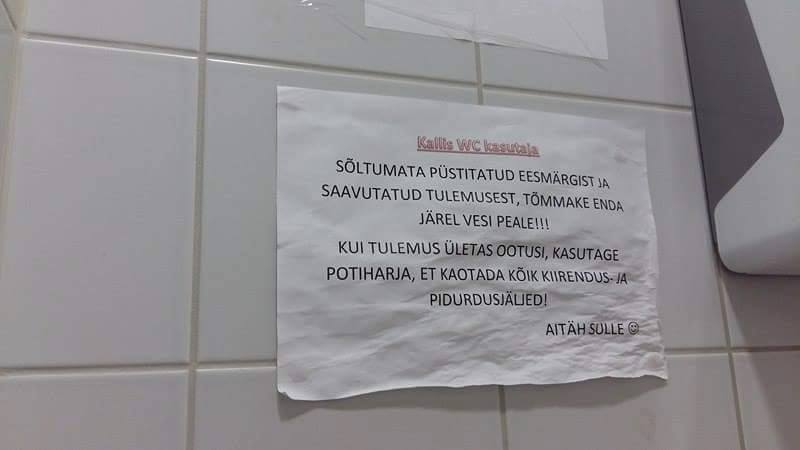 Kallis WC kasutaja
SÕLTUMATA PÜSTITATUD EESMÄRGIST JA
SAAVUTATUD TULEMUSEST, TÕMMAKE ENDA
JÄREL VESI PEALE!!!
KUI TULEMUS ÜLETAS OOTUSI, KASUTAGE
POTIHARJA, ET KAOTADA KÕIK KIIRENDUS- JA
PIDURDUSJÄLJED!
AITÄH SULLE ☺